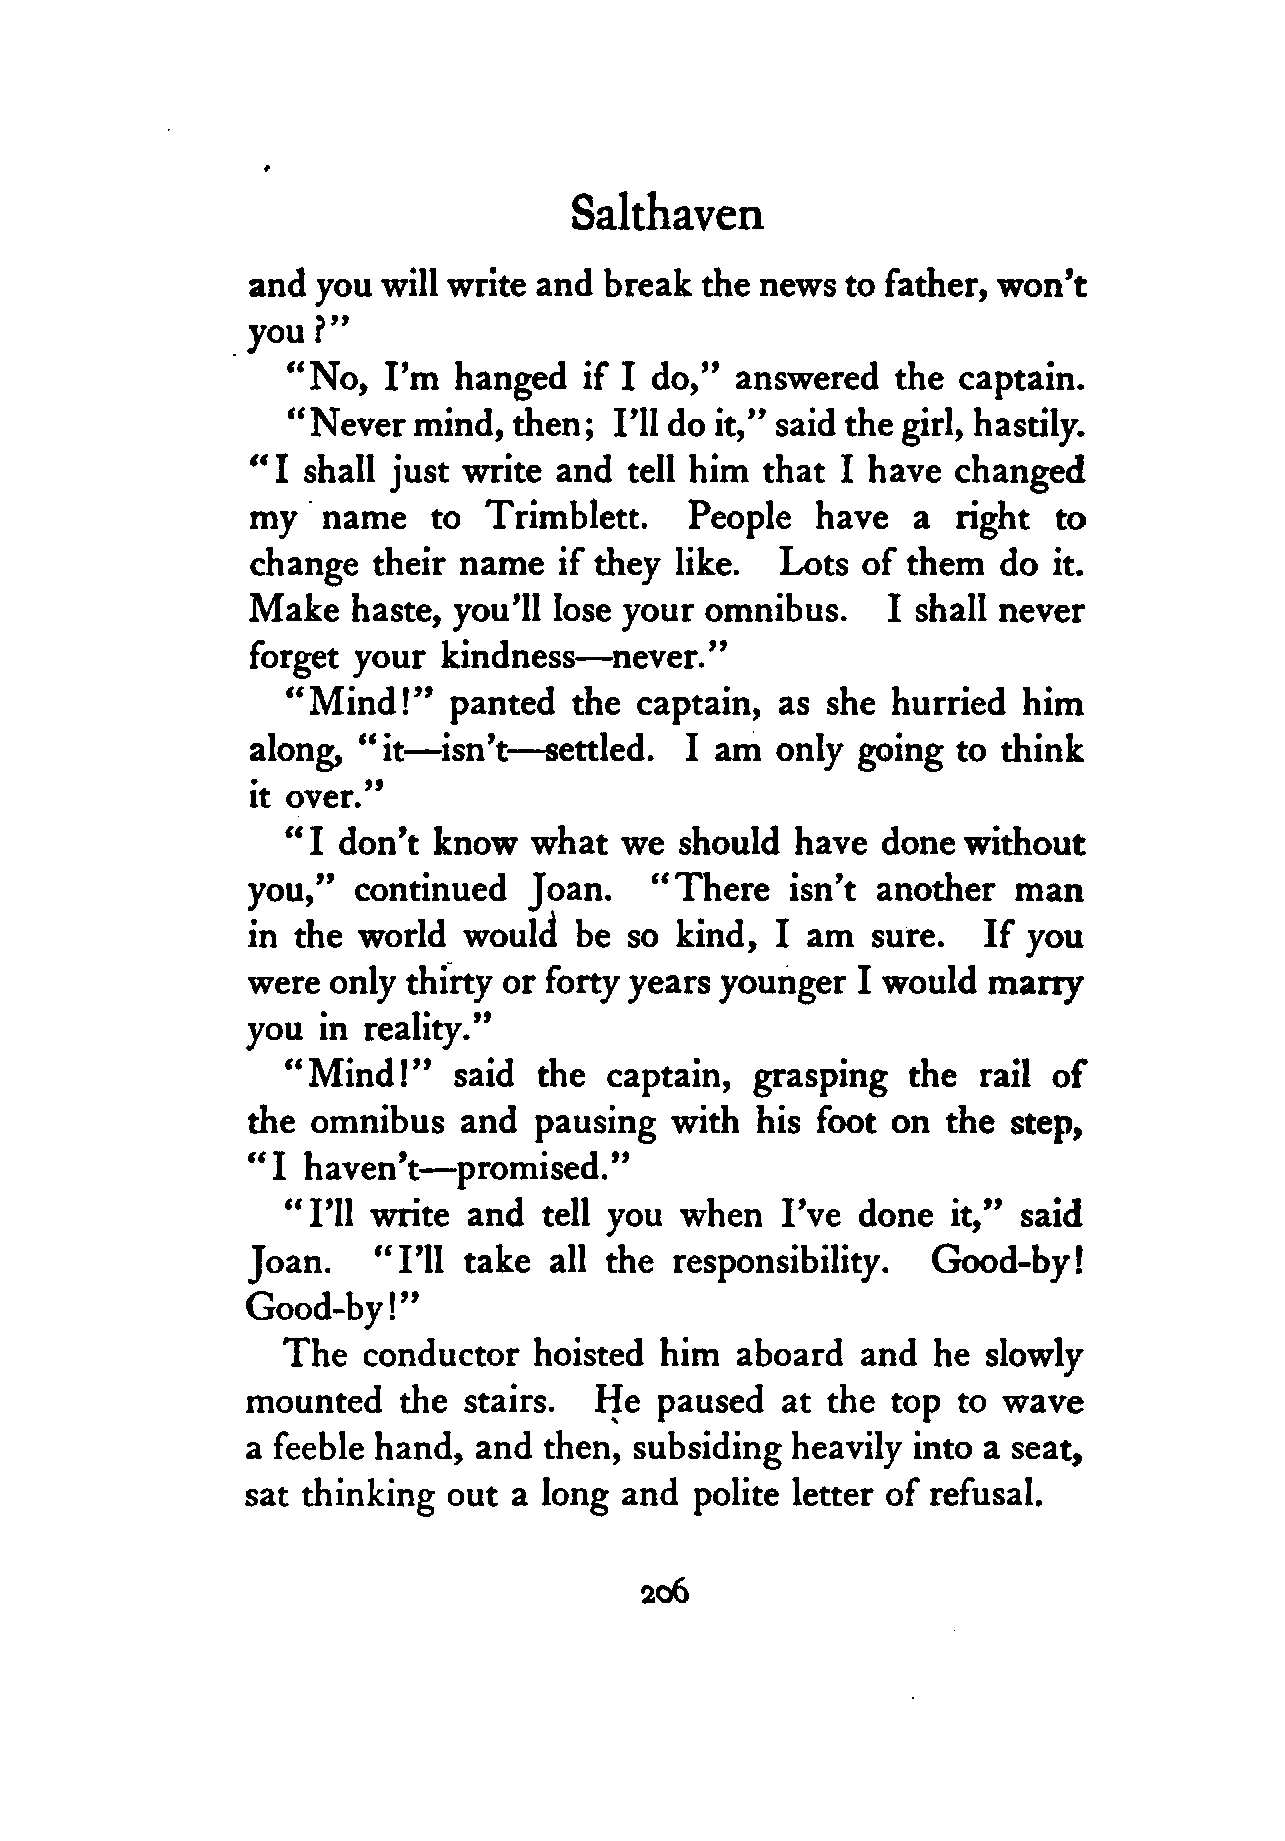 Salthaven
and you will write and break the news to father, won't
you?"
"No, I'm hanged if I do," answered the captain.
"Never mind, then; I'll do it," said the girl, hastily.
"I shall just write and tell him that I have changed
my name to Trimblett. People have a right to
change their name if they like. Lots of them do it.
Make haste, you'll lose your omnibus. I shall never
forget your kindness—never."
"Mind!" panted the captain, as she hurried him
along, "it—isn't—settled. I am only going to think
it over."
"I don't know what we should have done without
you," continued Joan. "There isn't another man
in the world would be so kind, I am sure. If you
were only thirty or forty years younger I would marry
you in reality."
"Mind!" said the captain, grasping the rail of
the omnibus and pausing with his foot on the step,
"I haven't—promised."
"I'll write and tell you when I've done it," said
Joan. "I'll take all the responsibility. Good-by!
Good-by!"
The conductor hoisted him aboard and he slowly
mounted the stairs. He paused at the top to wave
a feeble hand, and then, subsiding heavily into a seat,
sat thinking out a long and polite letter of refusal.
206